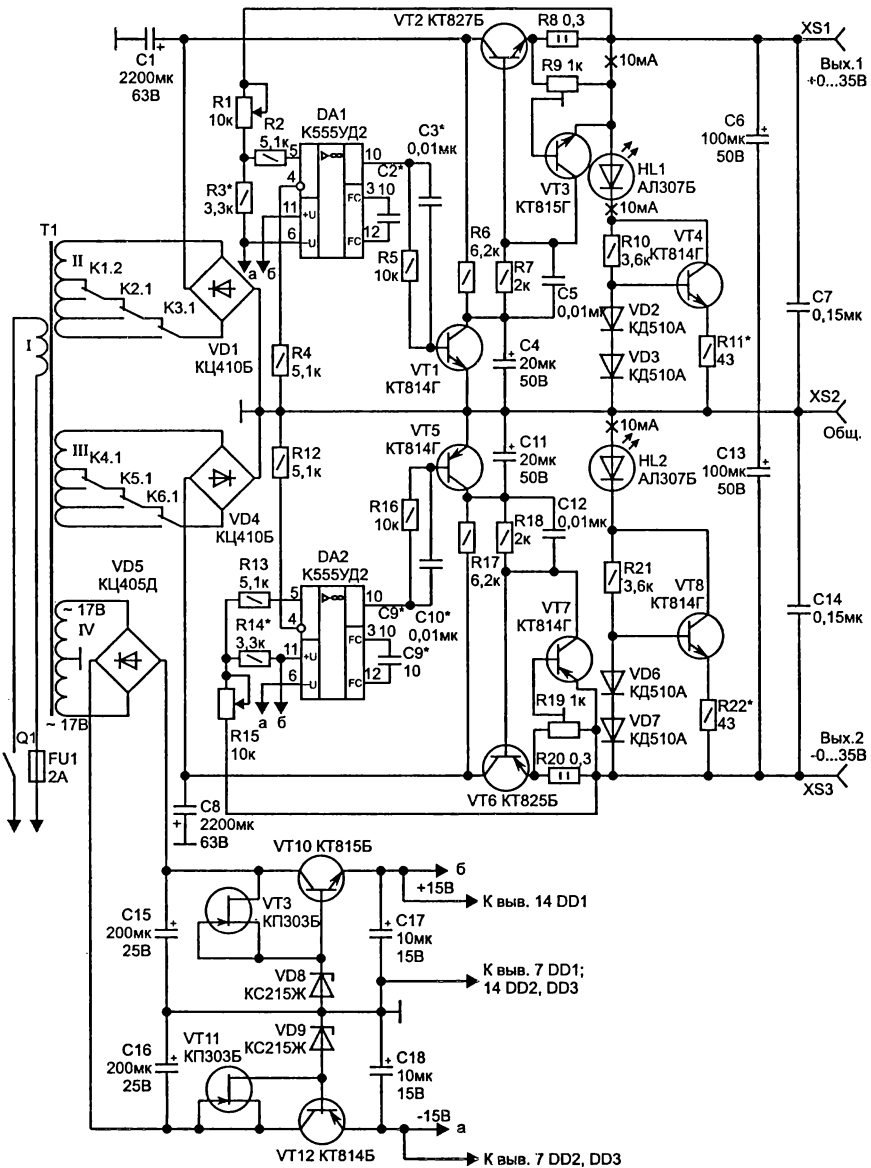 VT2 КТ827Б
R8 0,3
XS1
C1
2200мк
63В
+
10мА
Вых.1
+0...35В
R9 1к
R1
10к
R2
5,1к
DA1
К555УД2
C3*
0,01мк
C2*
C6
100мк
50В
+
5
4
11
6
+U
-U
10
3
12
FC
FC
10
R3*
3,3к
VT3
КТ815Г
HL1
АЛ307Б
10мА
T1
II
K1.2
K2.1
K3.1
а
б
R5
10к
R6
6,2к
R7
2к
C5
0,01мк
R10
3,6к
VT4
КТ814Г
I
VD1
КЦ410Б
R4
5,1к
VT1
КТ814Г
C4
20мк
50В
+
VD2
КД510А
VD3
КД510А
R11*
43
C7
0,15мк
XS2
Общ.
III
K4.1
K5.1
K6.1
VD4
КЦ410Б
R12
5,1к
VT5
КТ814Г
C11
20мк
50В
+
10мА
HL2
АЛ307Б
C13
100мк
50В
+
R16
10к
R17
6,2к
R18
2к
C12
0,01мк
VD5
КЦ405Д
R13
5,1к
DA2
К555УД2
C9*
C10*
0,01мк
R21
3,6к
VT8
КТ814Г
C14
0,15мк
~ 17В
IV
~ 17В
R14*
3,3к
5
4
11
6
+U
-U
10
3
12
FC
FC
10
C9*
10
VT7
КТ814Г
R15
10к
а
б
R19 1к
VD6
КД510А
VD7
КД510А
R22*
43
Q1
FU1
2А
R20 0,3
VT6 КТ825Б
Вых.2
-0...35В
XS3
C8
2200мк
63В
+
VT10 КТ815Б
б
+15В
К выв. 14 DD1
VT3
КП303Б
C15
200мк
25В
+
C17
10мк
15В
+
VD8
КС215Ж
К выв. 7 DD1;
14 DD2, DD3
VT11
КП303Б
VD9
КС215Ж
C16
200мк
25В
+
C18
10мк
15В
+
-15В
а
VT12 КТ814Б
К выв. 7 DD2, DD3